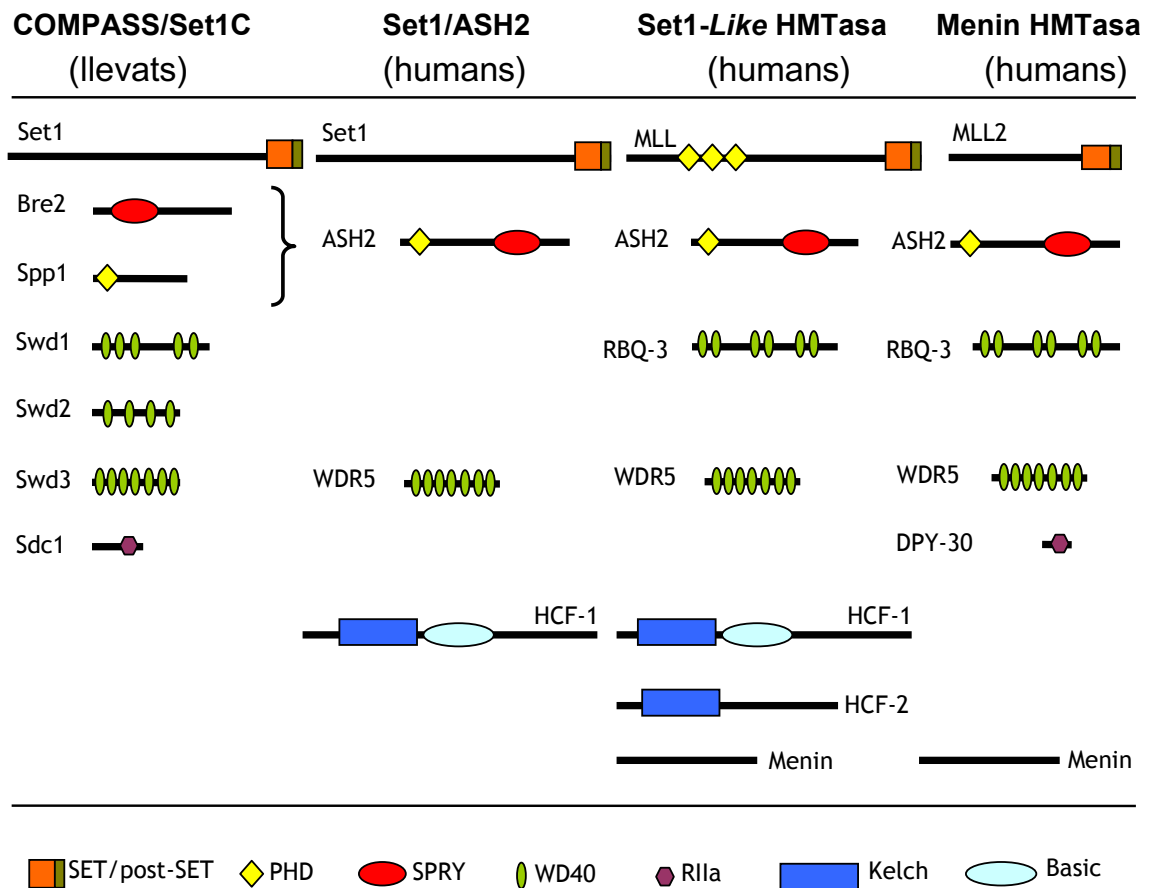 COMPASS/Set1C Set1/ASH2 Set1-Like HMTasa Menin HMTasa
(llevats) (humans) (humans) (humans)
Set1 Set1 MLL MLL2
Bre2
ASH2 ASH2 ASH2
Spp1
Swd1 RBQ-3 RBQ-3
Swd2
Swd3 WDR5 WDR5 WDR5
Sdc1 DPY-30
HCF-1 HCF-1
HCF-2
Menin Menin
SET/post-SET PHD SPRY WD40 RIIa Kelch Basic